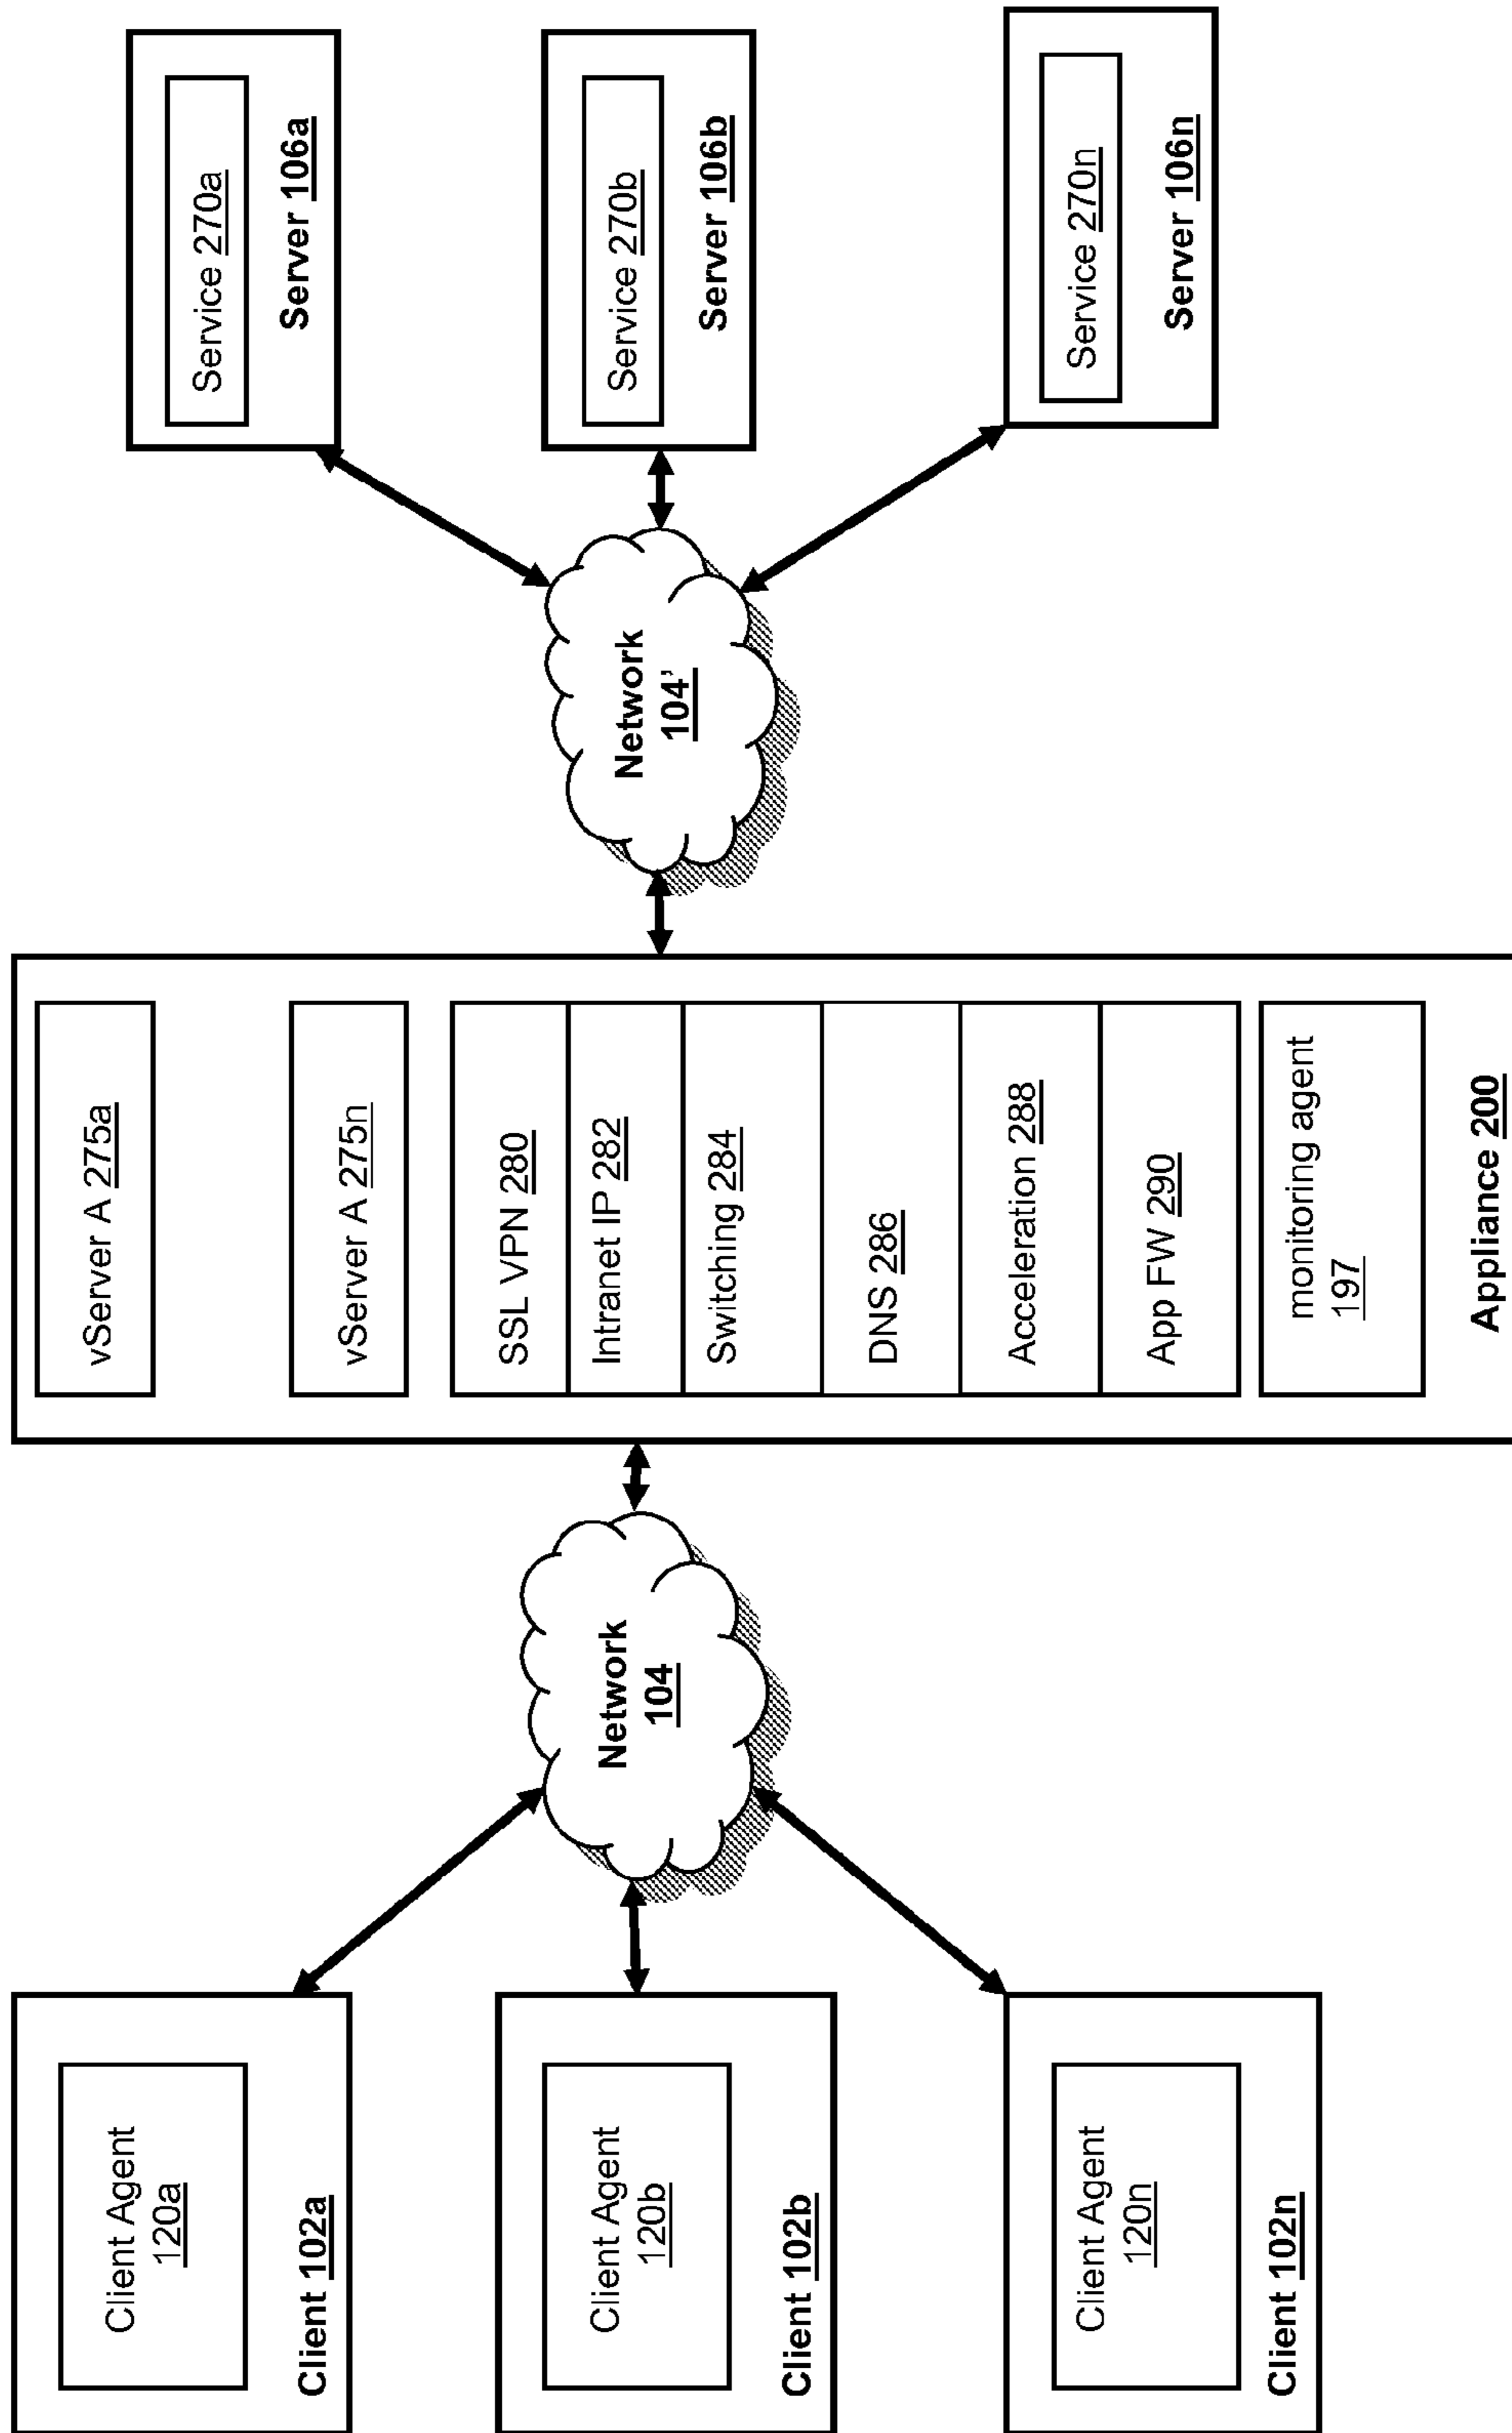 Client Agent
120a
Client 102a
Client Agent
120b
Client 102b
Client Agent
120n
Client 102n
Network
104
vServer A 275a
vServer A 275n
SSL VPN 280
Intranet IP 282
Switching 284
DNS 286
Acceleration 288
App FW 290
monitoring agent
197
Appliance 200
Network
104'
Service 270a
Server 106a
Service 270b
Server 106b
Service 270n
Server 106n